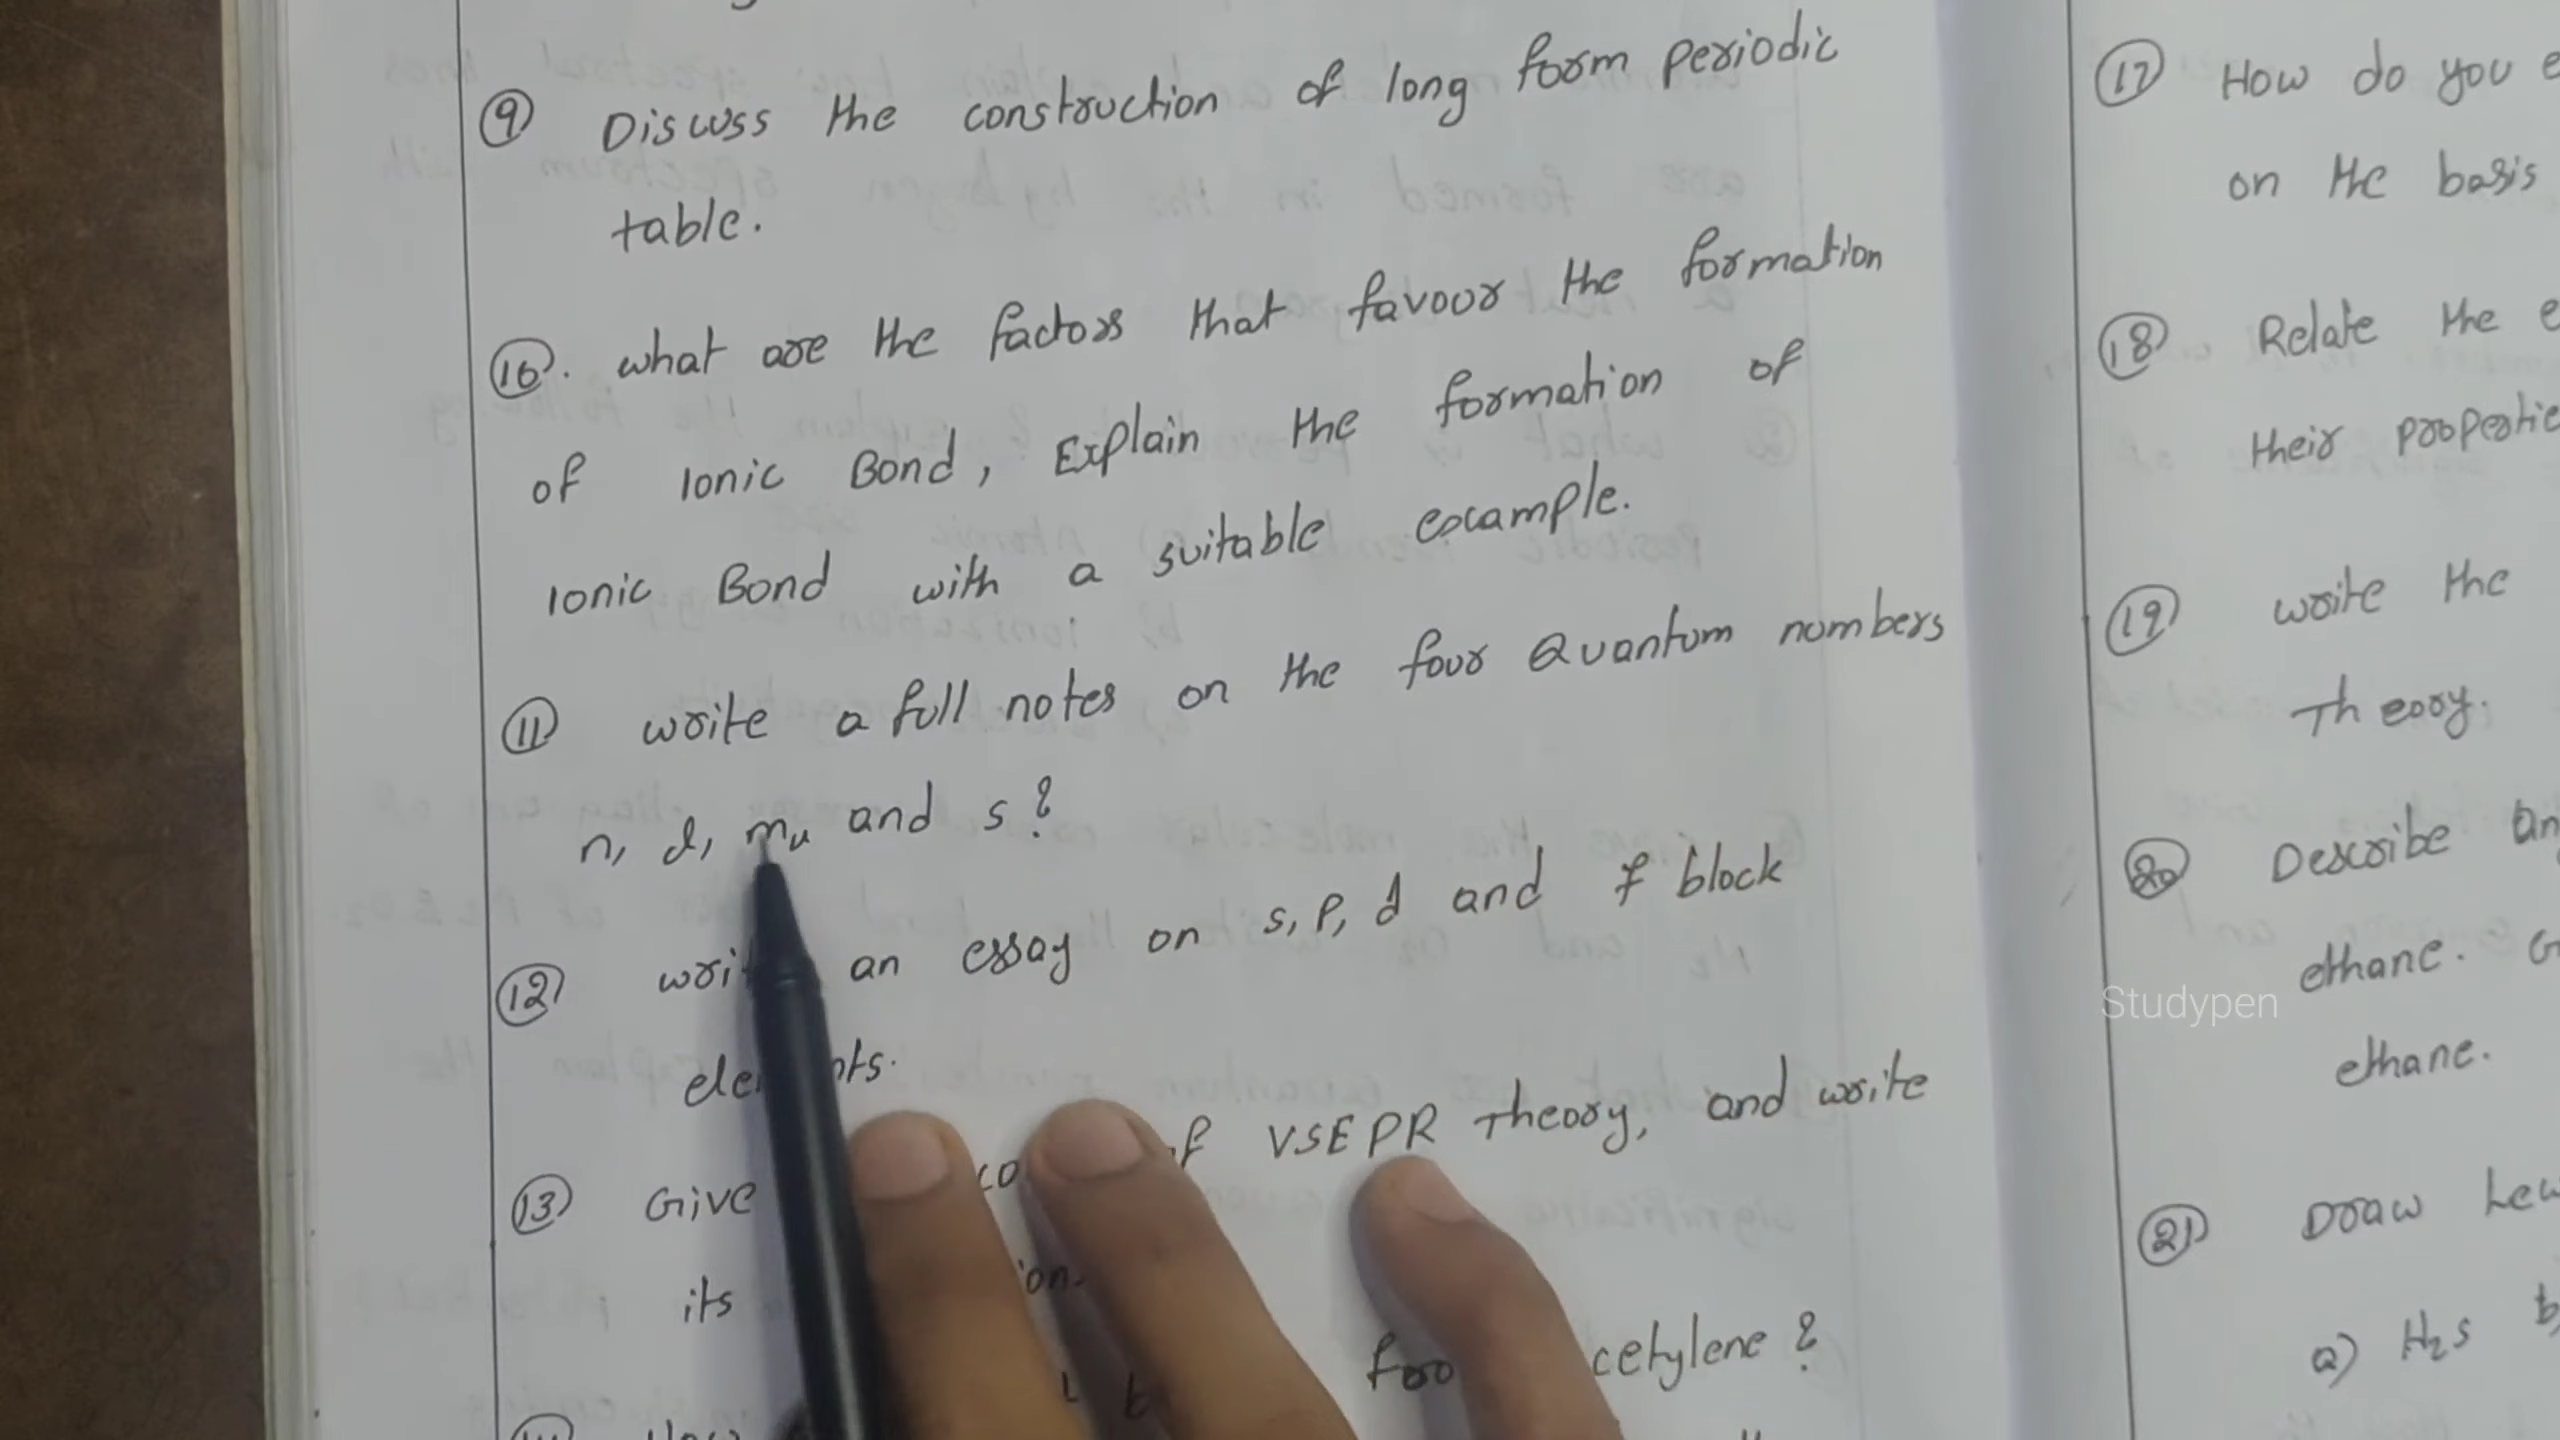 9 Discuss the construction of long form periodic
table.
10. what are the factors that favour the formation
of Ionic Bond, Explain the formation of
Ionic Bond with a suitable example.
11 write a full notes on the four Quantum numbers
n, l, and s?
12 an essay on s, p, d and f block
13 Give VSEPR Theory, and write
its
17 How do you
on the basis
18 Relate the
their
19 write the
Theory.
20 Describe
ethane.
ethane.
21 Draw
a) H2S
Studypen